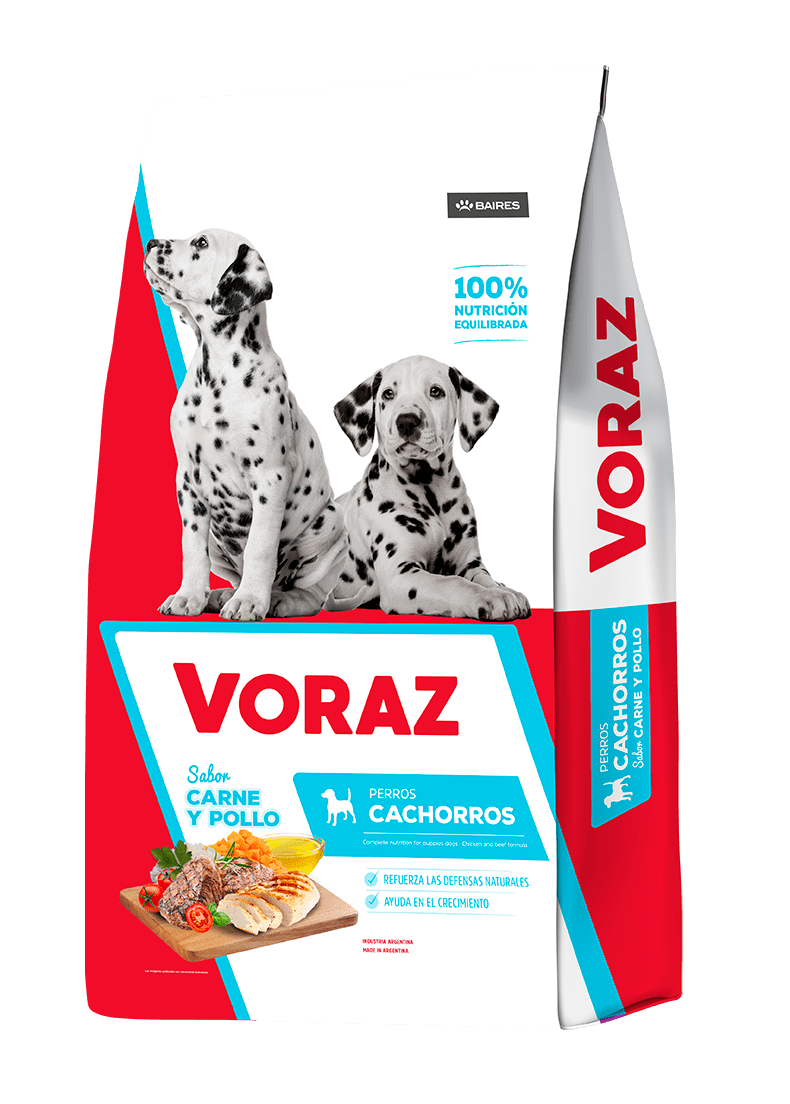 BAIRES
100%
NUTRICIÓN
EQUILIBRADA
VORAZ
Sabor
CARNE
Y POLLO
PERROS
CACHORROS
Complete nutrition for puppies dogs. Chicken and beef formula
REFUERZA LAS DEFENSAS NATURALES
AYUDA EN EL CRECIMIENTO
INDUSTRIA ARGENTINA
MADE IN ARGENTINA
VORAZ
PERROS
CACHORROS
Sabor CARNE Y POLLO